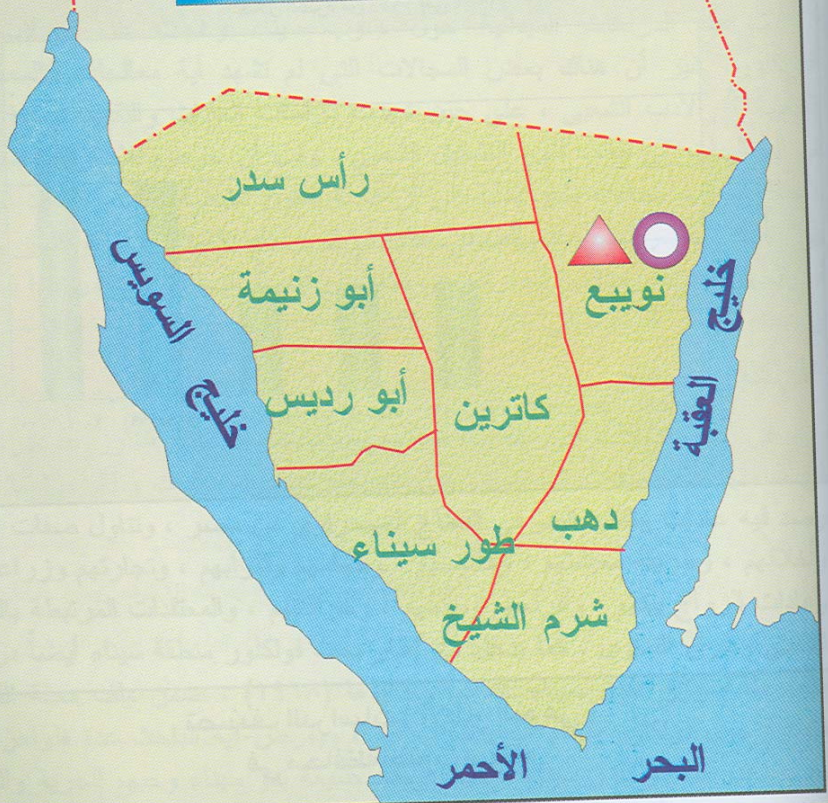 رأس سدر
أبو زنيمة
نويبع
أبو رديس
كاترين
دهب
طور سيناء
شرم الشيخ
خليج السويس
خليج العقبة
البحر الأحمر